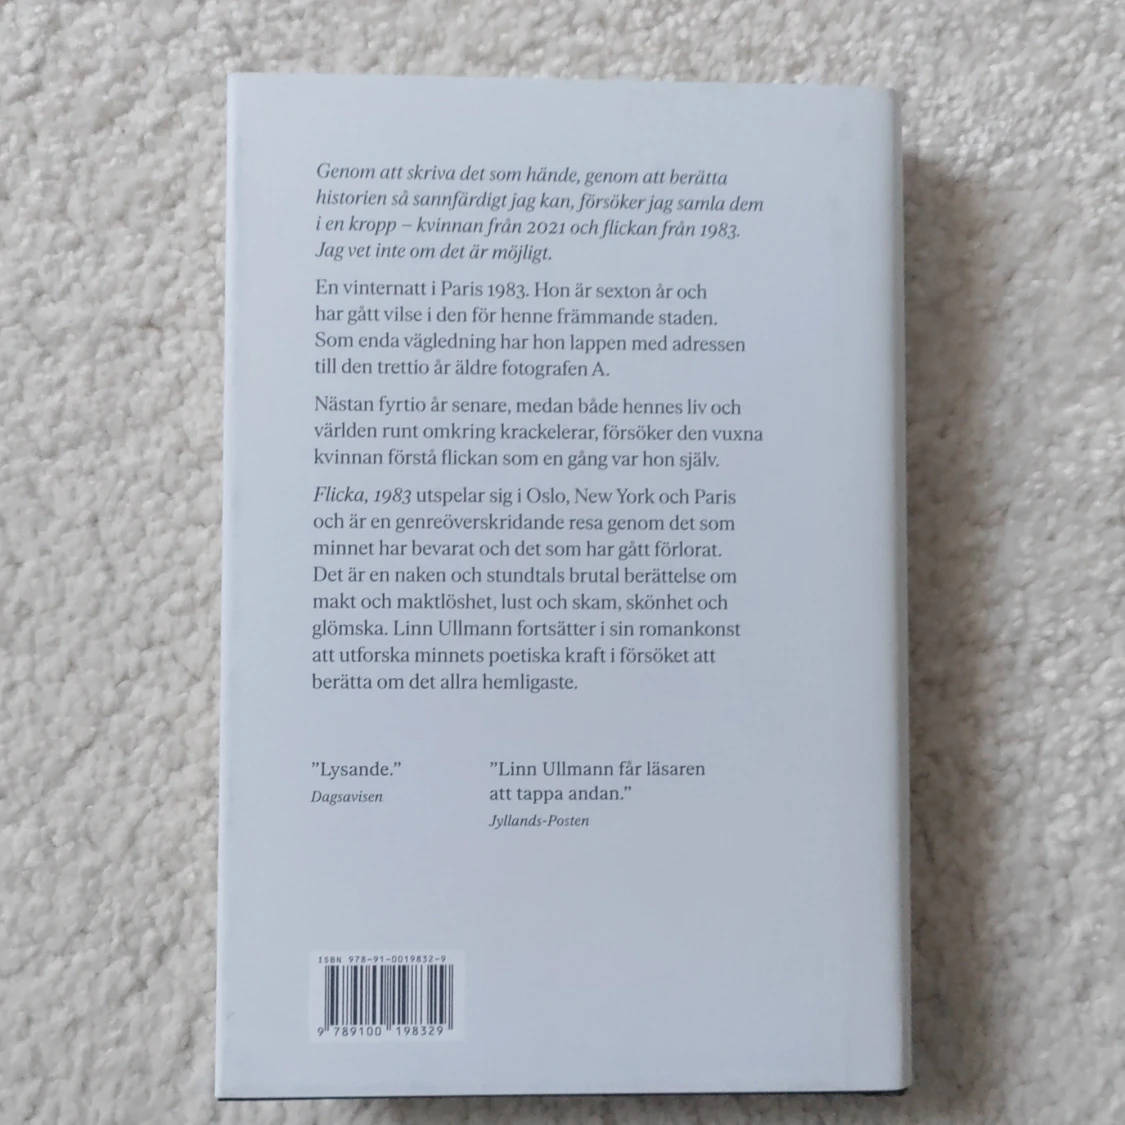 Genom att skriva det som hände, genom att berätta
historien så sannfärdigt jag kan, försöker jag samla dem
i en kropp – kvinnan från 2021 och flickan från 1983.
Jag vet inte om det är möjligt.
En vinternatt i Paris 1983. Hon är sexton år och
har gått vilse i den för henne främmande staden.
Som enda vägledning har hon lappen med adressen
till den trettio år äldre fotografen A.
Nästan fyrtio år senare, medan både hennes liv och
världen runt omkring krackelerar, försöker den vuxna
kvinnan förstå flickan som en gång var hon själv.
Flicka, 1983 utspelar sig i Oslo, New York och Paris
och är en genreöverskridande resa genom det som
minnet har bevarat och det som har gått förlorat.
Det är en naken och stundtals brutal berättelse om
makt och maktlöshet, lust och skam, skönhet och
glömska. Linn Ullmann fortsätter i sin romankonst
att utforska minnets poetiska kraft i försöket att
berätta om det allra hemligaste.
”Lysande.”
Dagsavisen
”Linn Ullmann får läsaren
att tappa andan.”
Jyllands-Posten
ISBN 978-91-0019832-9
9 789100 198329